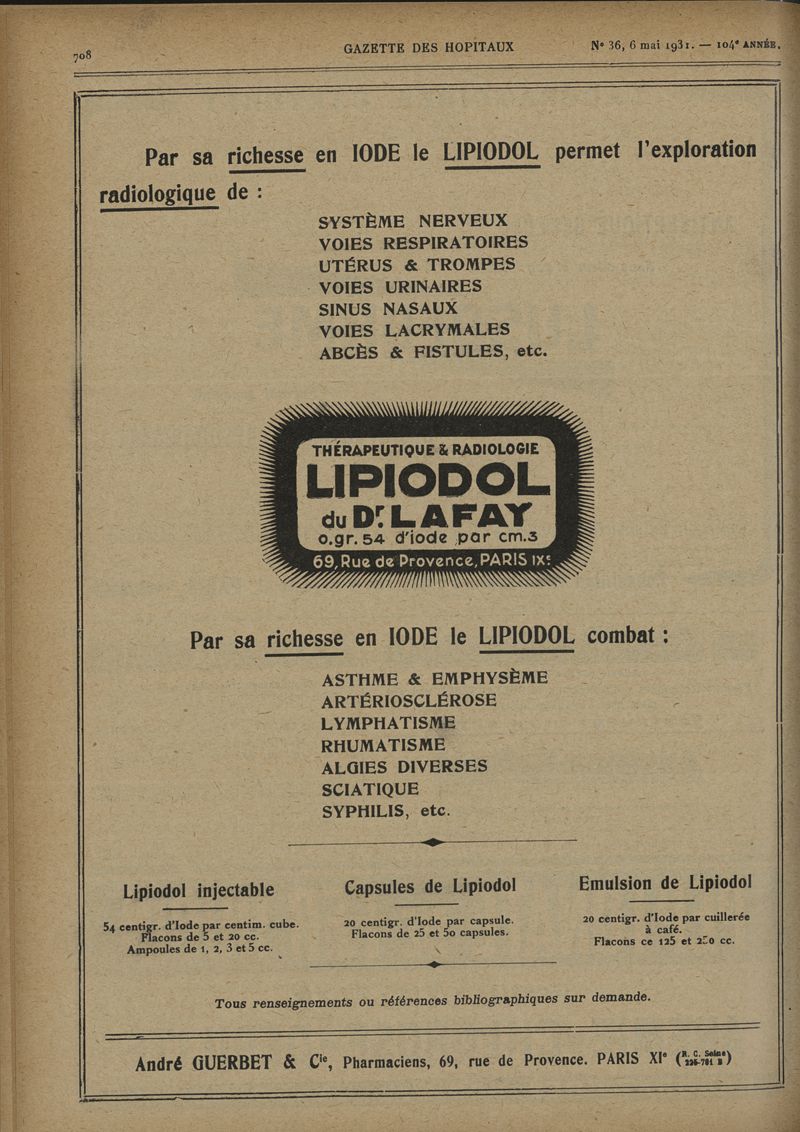 708
GAZETTE DES HOPITAUX
Nº 36, 6 mai 1931. — 104e ANNÉE.
Par sa richesse en IODE le LIPIODOL permet l'exploration
radiologique de :
SYSTÈME NERVEUX
VOIES RESPIRATOIRES
UTÉRUS & TROMPES
VOIES URINAIRES
SINUS NASAUX
VOIES LACRYMALES
ABCÈS & FISTULES, etc.
THÉRAPEUTIQUE & RADIOLOGIE
LIPIODOL
du Dr. LAFAY
0.gr. 54 d'iode par cm.3
69, Rue de Provence, PARIS IXe.
Par sa richesse en IODE le LIPIODOL combat :
ASTHME & EMPHYSÈME
ARTÉRIOSCLÉROSE
LYMPHATISME
RHUMATISME
ALGIES DIVERSES
SCIATIQUE
SYPHILIS, etc.
Lipiodol injectable
54 centigr. d'Iode par centim. cube.
Flacons de 5 et 20 cc.
Ampoules de 1, 2, 3 et 5 cc.
Capsules de Lipiodol
20 centigr. d'Iode par capsule.
Flacons de 25 et 50 capsules.
Emulsion de Lipiodol
20 centigr. d'Iode par cuillerée
à café.
Flacons ce 125 et cc.
Tous renseignements ou références bibliographiques sur demande.
André GUERBET & Cie, Pharmaciens, 69, rue de Provence. PARIS XIe (R. C. Seine)